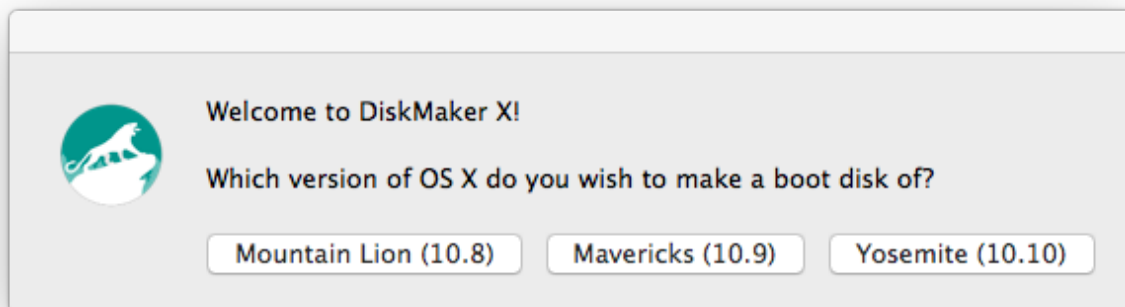 Welcome to DiskMaker X!
Which version of OS X do you wish to make a boot disk of?
Mountain Lion (10.8) Mavericks (10.9) Yosemite (10.10)